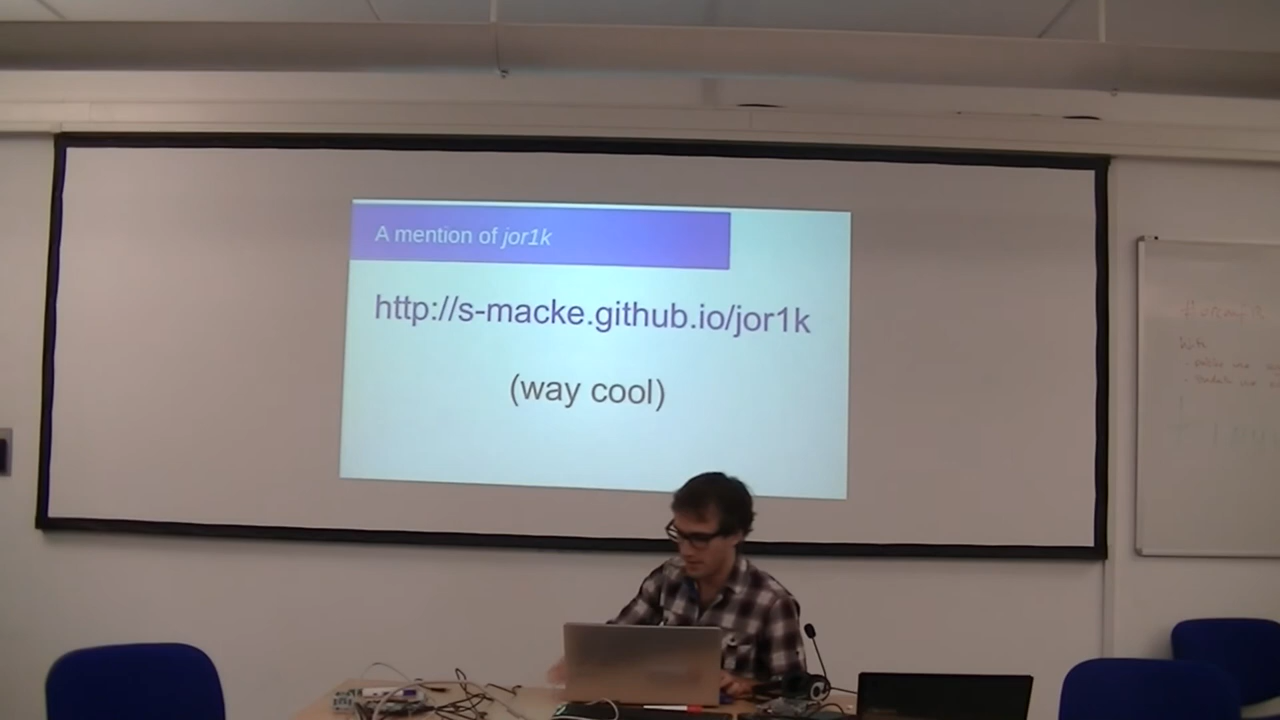 A mention of jor1k
http://s-macke.github.io/jor1k
(way cool)